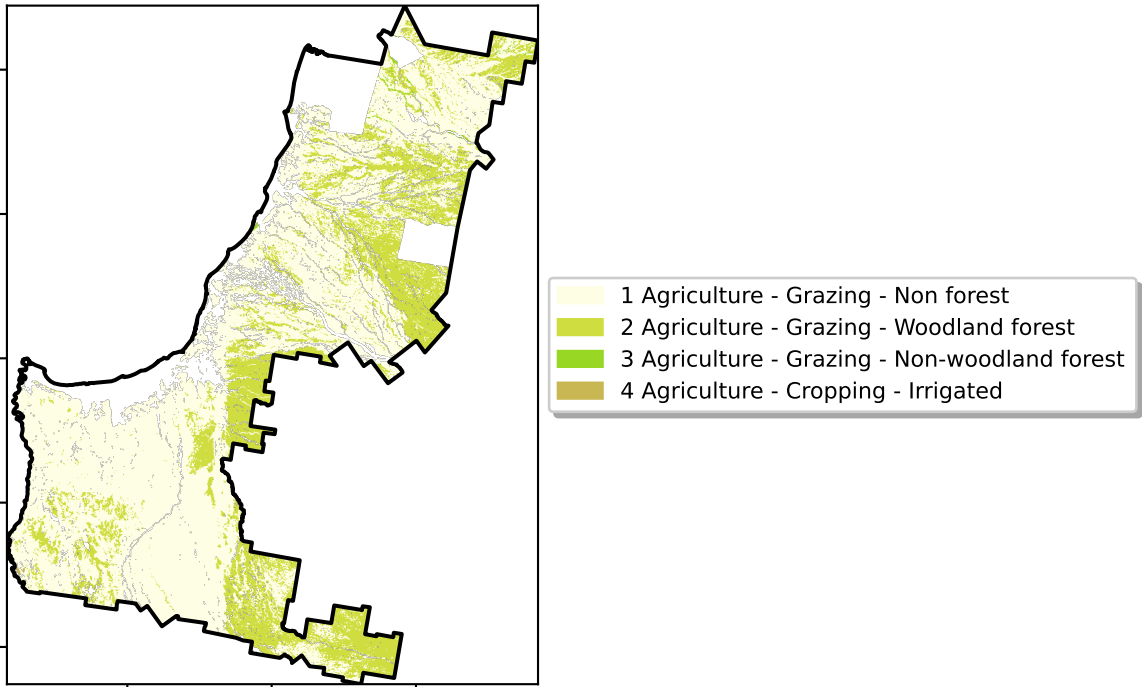 1 Agriculture - Grazing - Non forest
2 Agriculture - Grazing - Woodland forest
3 Agriculture - Grazing - Non-woodland forest
4 Agriculture - Cropping - Irrigated